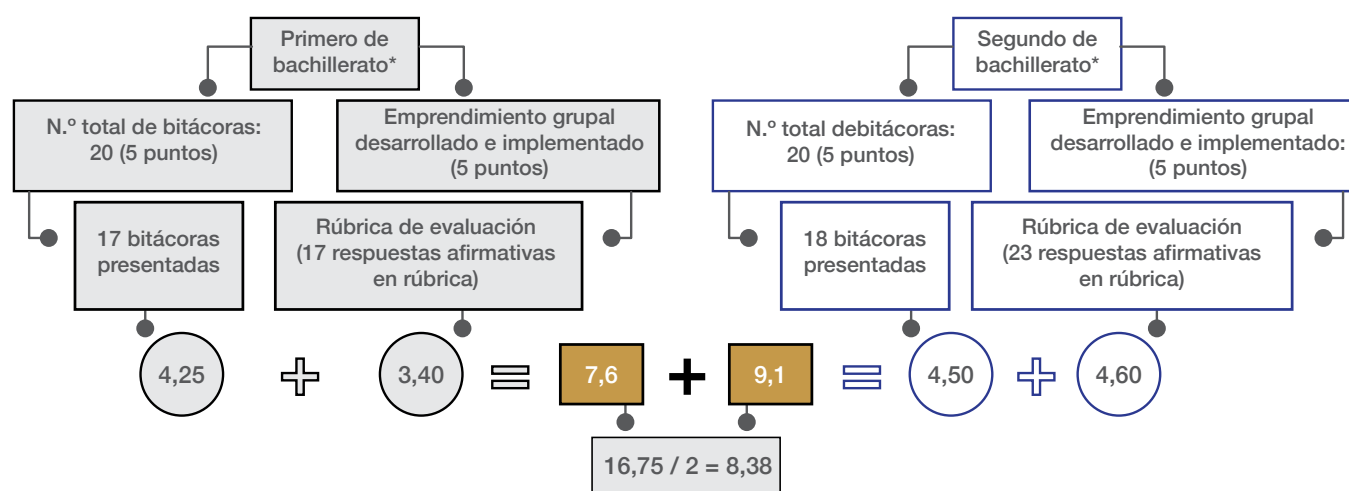 Primero de
bachillerato*
N.º total de bitácoras:
20 (5 puntos)
Emprendimiento grupal
desarrollado e implementado
(5 puntos)
17 bitácoras
presentadas
Rúbrica de evaluación
(17 respuestas afirmativas
en rúbrica)
Segundo de
bachillerato*
N.º total debitácoras:
20 (5 puntos)
Emprendimiento grupal
desarrollado e implementado:
(5 puntos)
18 bitácoras
presentadas
Rúbrica de evaluación
(23 respuestas afirmativas
en rúbrica)
4,25 + 3,40 = 7,6 + 9,1 = 4,50 + 4,60
16,75 / 2 = 8,38